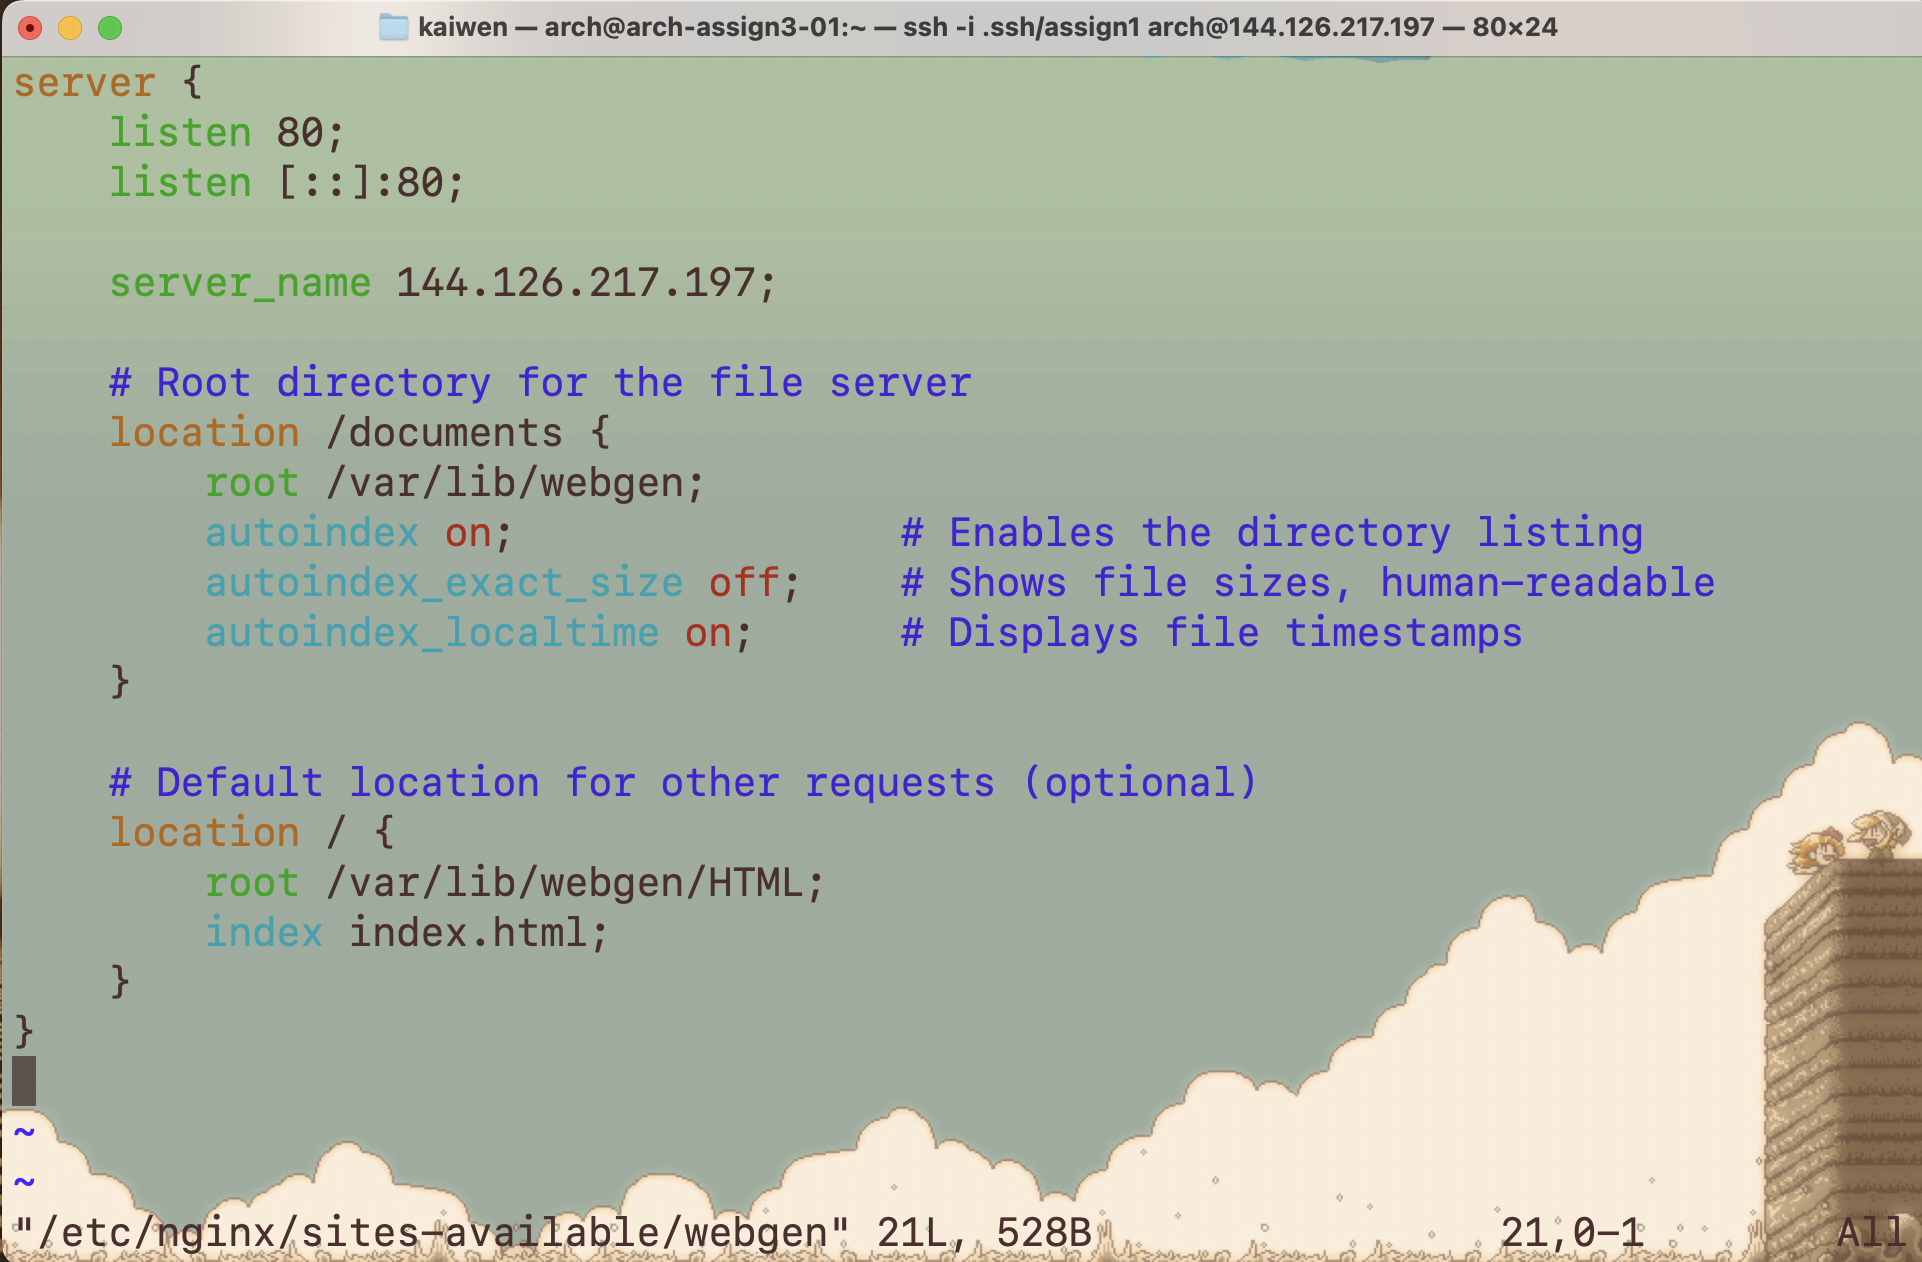 kaiwen — arch@arch-assign3-01:~ — ssh -i .ssh/assign1 arch@144.126.217.197 — 80×24
server {
    listen 80;
    listen [::]:80;

    server_name 144.126.217.197;

    # Root directory for the file server
    location /documents {
        root /var/lib/webgen;
        autoindex on;                # Enables the directory listing
        autoindex_exact_size off;    # Shows file sizes, human-readable
        autoindex_localtime on;      # Displays file timestamps
    }

    # Default location for other requests (optional)
    location / {
        root /var/lib/webgen/HTML;
        index index.html;
    }
}

~
~
"/etc/nginx/sites-available/webgen" 21L, 528B                 21,0-1        All